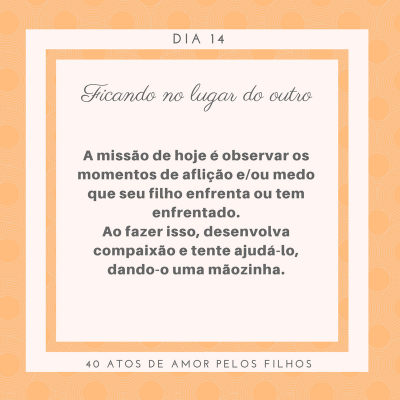 DIA 14
Ficando no lugar do outro
A missão de hoje é observar os
momentos de aflição e/ou medo
que seu filho enfrenta ou tem
enfrentado.
Ao fazer isso, desenvolva
compaixão e tente ajudá-lo,
dando-o uma mãozinha.
40 ATOS DE AMOR PELOS FILHOS